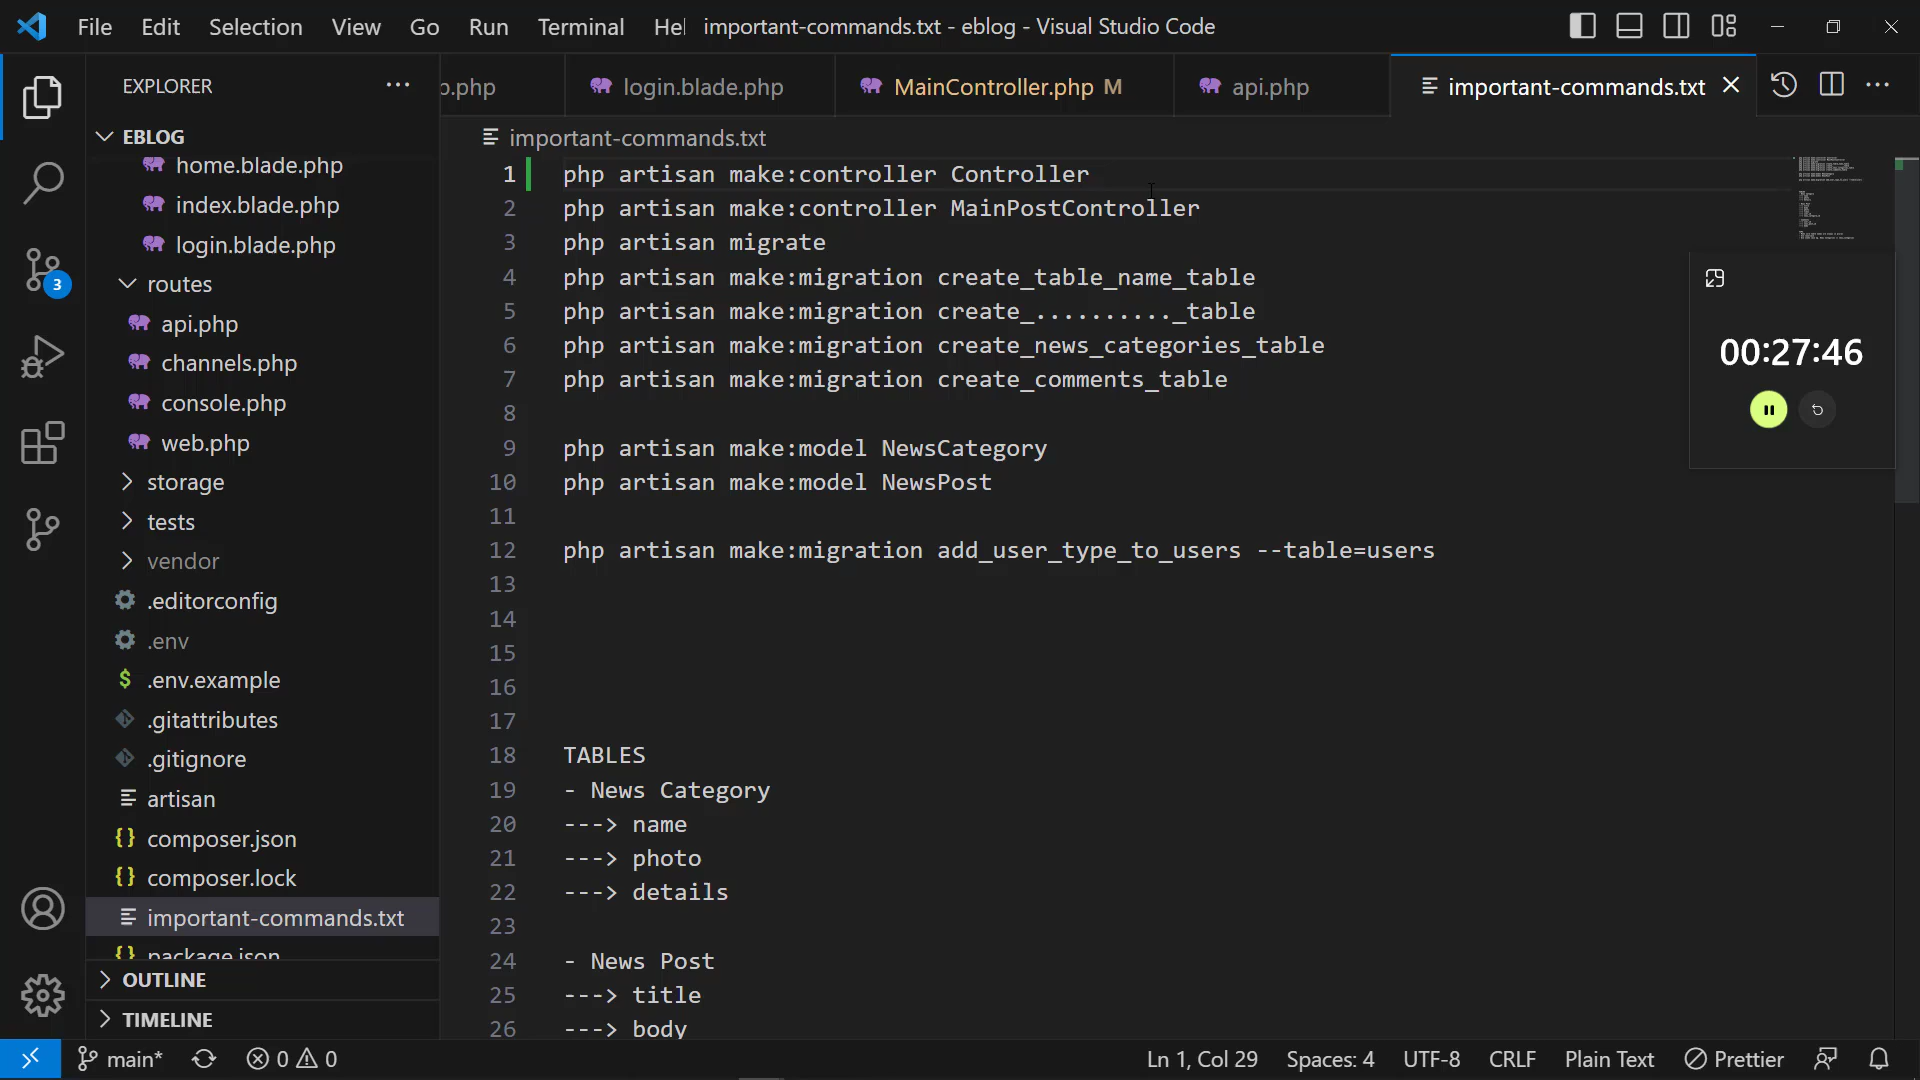 File Edit Selection View Go Run Terminal Hel important-commands.txt - eblog - Visual Studio Code
EXPLORER
EBLOG
home.blade.php
index.blade.php
login.blade.php
routes
api.php
channels.php
console.php
web.php
storage
tests
vendor
.editorconfig
.env
.env.example
.gitattributes
.gitignore
artisan
composer.json
composer.lock
important-commands.txt
package.json
OUTLINE
TIMELINE
3
.php login.blade.php MainController.php M api.php important-commands.txt
important-commands.txt
1 php artisan make:controller Controller
2 php artisan make:controller MainPostController
3 php artisan migrate
4 php artisan make:migration create_table_name_table
5 php artisan make:migration create_.........._table
6 php artisan make:migration create_news_categories_table
7 php artisan make:migration create_comments_table
8
9 php artisan make:model NewsCategory
10 php artisan make:model NewsPost
11
12 php artisan make:migration add_user_type_to_users --table=users
13
14
15
16
17
18 TABLES
19 - News Category
20 ---> name
21 ---> photo
22 ---> details
23
24 - News Post
25 ---> title
26 ---> body
00:27:46
main* 0 0 Ln 1, Col 29 Spaces: 4 UTF-8 CRLF Plain Text Prettier